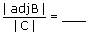 | adjB |
| C | = ____